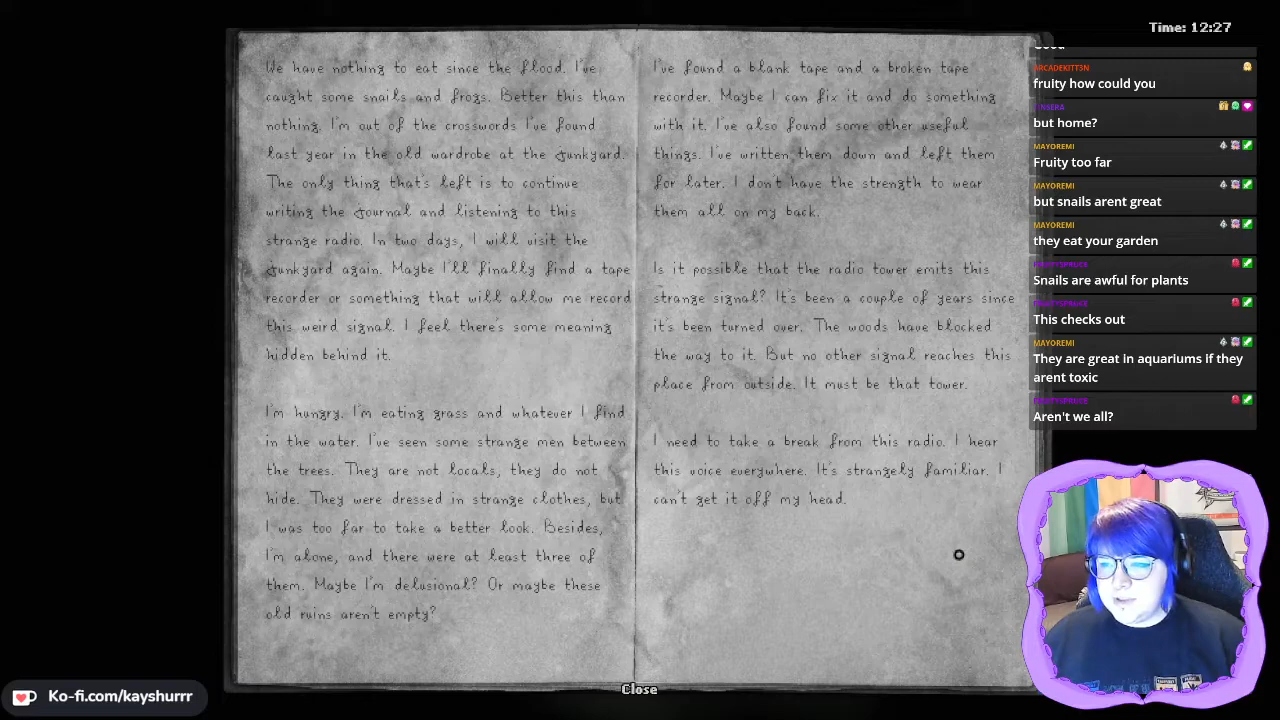 Time: 12:27
We have nothing to eat since the flood. I've
caught some snails and frogs. Better this than
nothing. I'm out of the crosswords I've found
last year in the old wardrobe at the junkyard.
The only thing that's left is to continue
writing the journal and listening to this
strange radio. In two days, I will visit the
junkyard again. Maybe I'll finally find a tape
recorder or something that will allow me record
this weird signal. I feel there's some meaning
hidden behind it.
I'm hungry. I'm eating grass and whatever I find
in the water. I've seen some strange men between
the trees. They are not locals, they do not
hide. They were dressed in strange clothes, but
I was too far to take a better look. Besides,
I'm alone, and there were at least three of
them. Maybe I'm delusional? Or maybe these
old ruins aren't empty?
I've found a blank tape and a broken tape
recorder. Maybe I can fix it and do something
with it. I've also found some other useful
things. I've written them down and left them
for later. I don't have the strength to wear
them all on my back.
Is it possible that the radio tower emits this
strange signal? It's been a couple of years since
it's been turned over. The woods have blocked
the way to it. But no other signal reaches this
place from outside. It must be that tower.
I need to take a break from this radio. I hear
this voice everywhere. It's strangely familiar. I
can't get it off my head.
Close
Good
ARCADEKITT3N
fruity how could you
but home?
MAYOREMI
Fruity too far
MAYOREMI
but snails arent great
MAYOREMI
they eat your garden
Snails are awful for plants
This checks out
MAYOREMI
They are great in aquariums if they
arent toxic
Aren't we all?
Ko-fi.com/kayshurrr